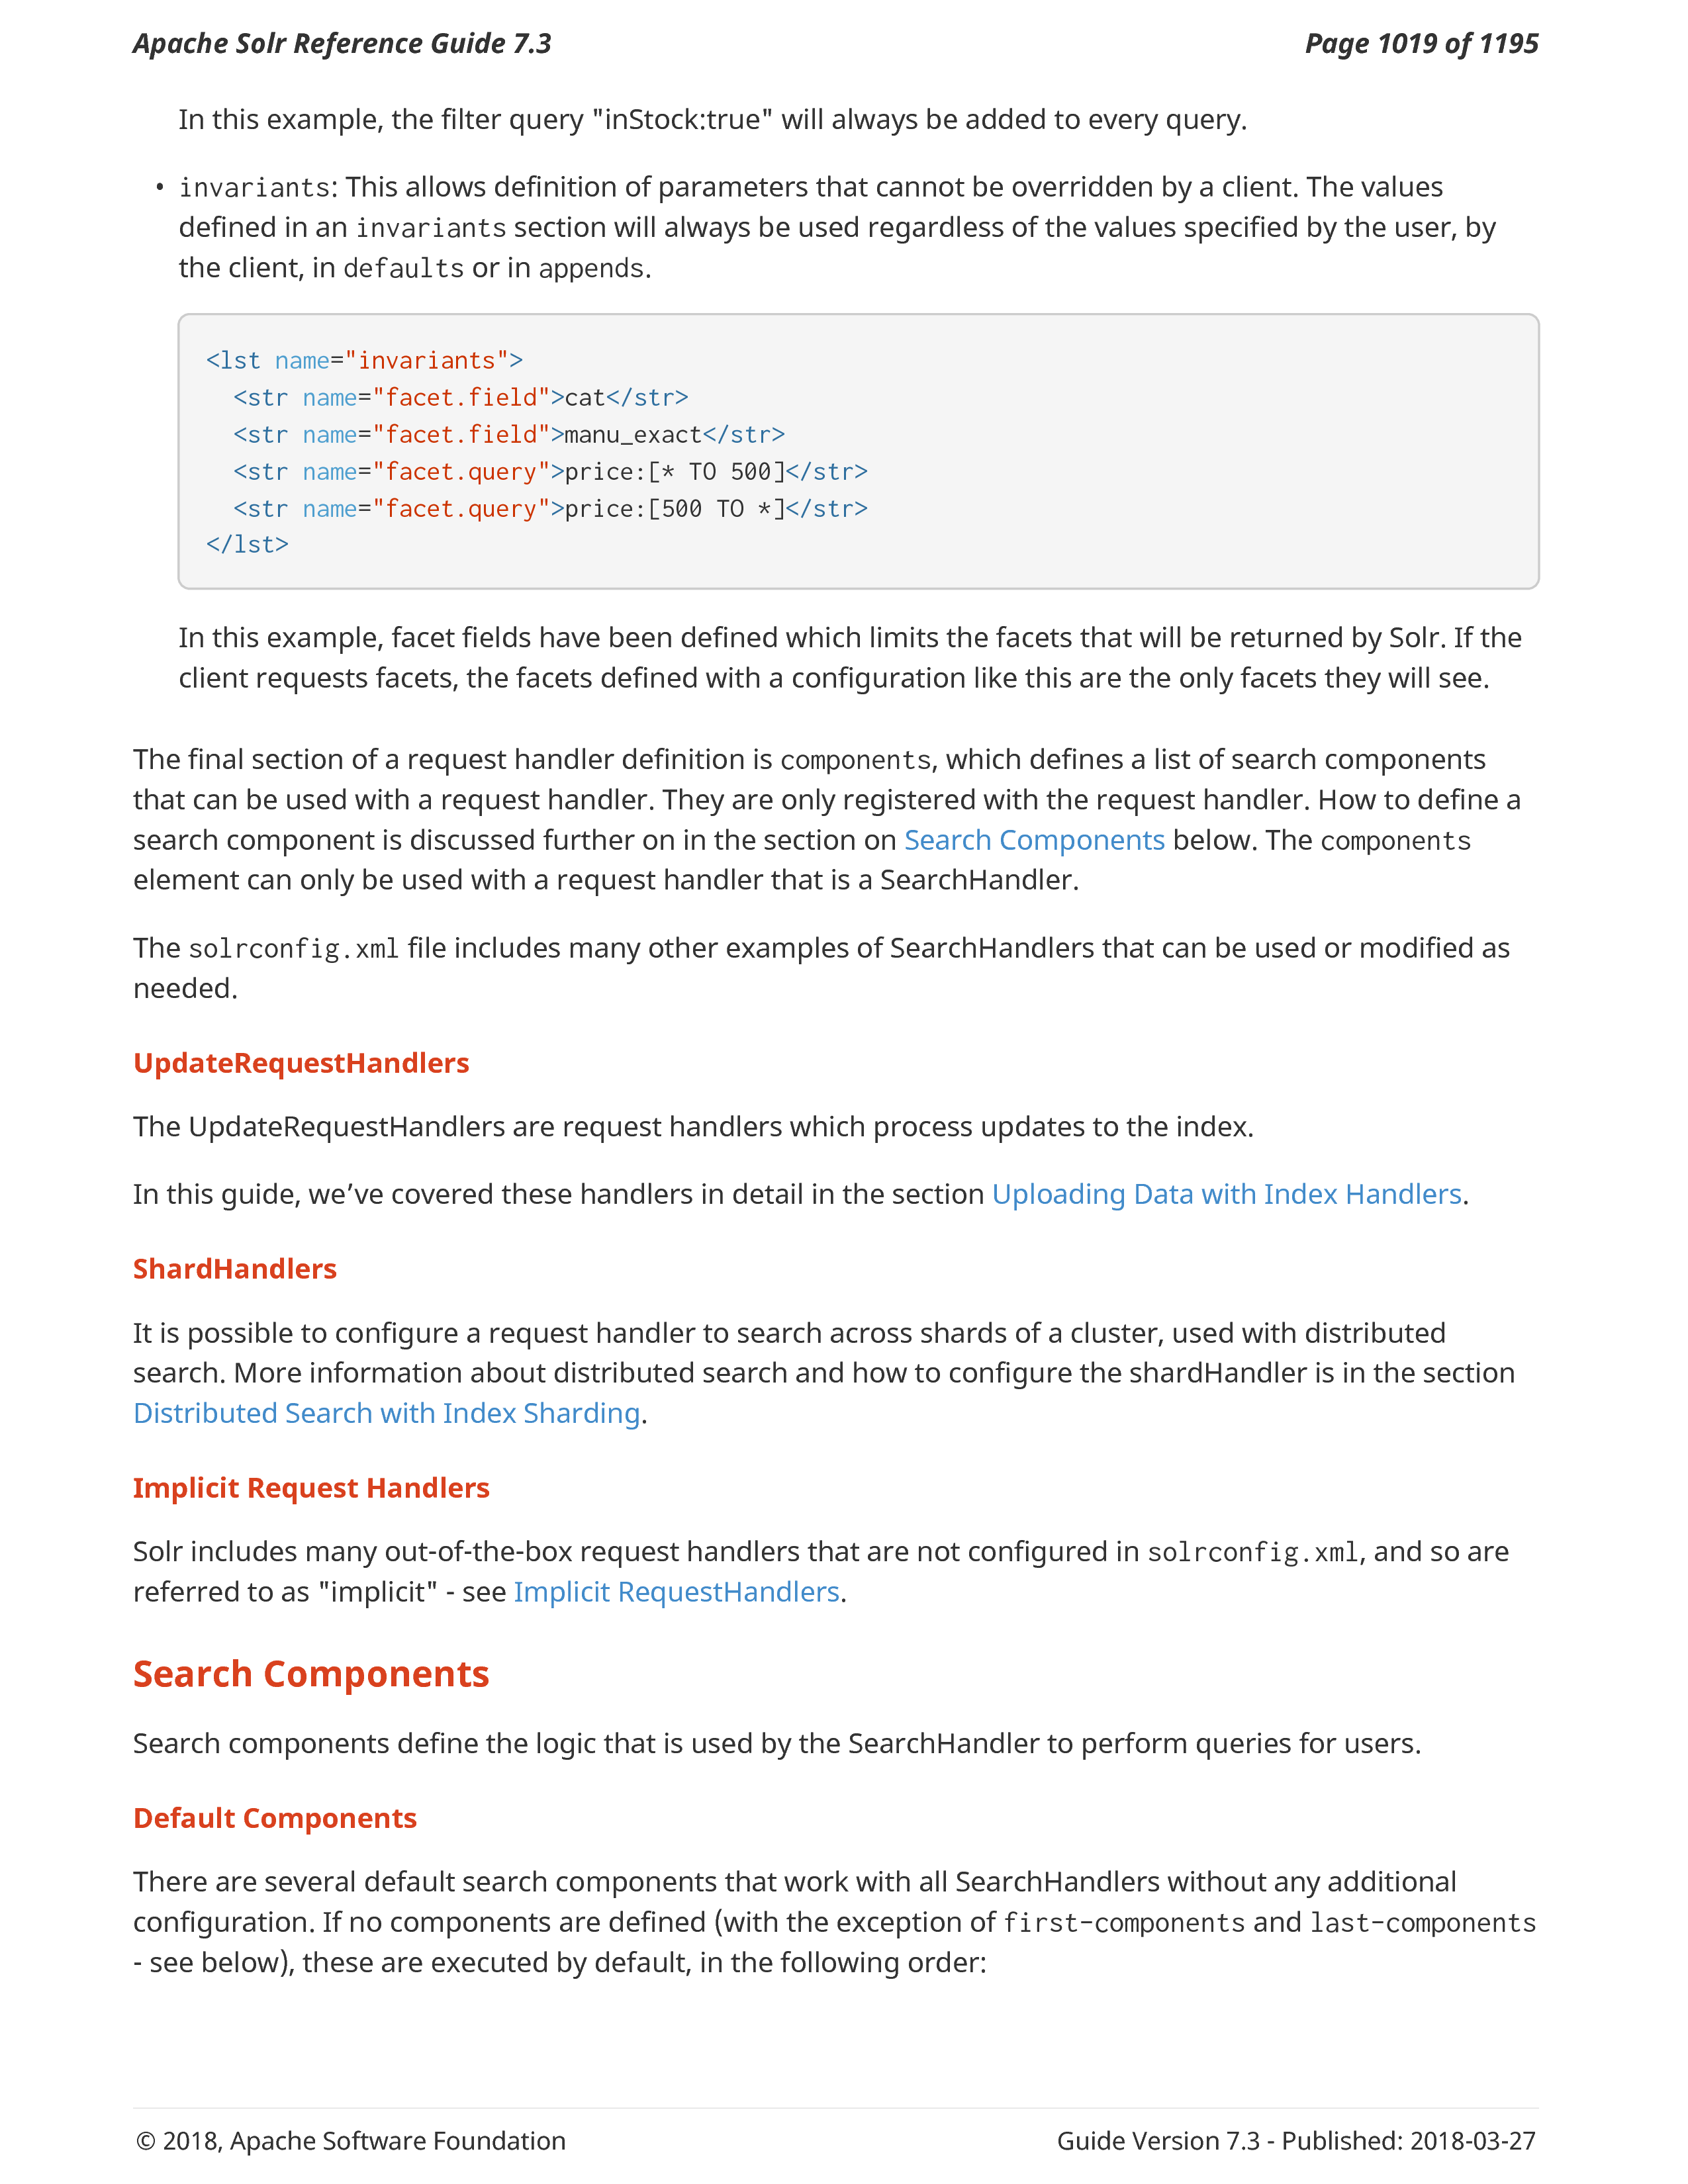 Apache Solr Reference Guide 7.3
Page 1019 of 1195
In this example, the filter query "inStock:true" will always be added to every query.
• invariants: This allows definition of parameters that cannot be overridden by a client. The values
defined in an invariants section will always be used regardless of the values specified by the user, by
the client, in defaults or in appends.
<lst name="invariants">
  <str name="facet.field">cat</str>
  <str name="facet.field">manu_exact</str>
  <str name="facet.query">price:[* TO 500]</str>
  <str name="facet.query">price:[500 TO *]</str>
</lst>
In this example, facet fields have been defined which limits the facets that will be returned by Solr. If the
client requests facets, the facets defined with a configuration like this are the only facets they will see.
The final section of a request handler definition is components, which defines a list of search components
that can be used with a request handler. They are only registered with the request handler. How to define a
search component is discussed further on in the section on Search Components below. The components
element can only be used with a request handler that is a SearchHandler.
The solrconfig.xml file includes many other examples of SearchHandlers that can be used or modified as
needed.
UpdateRequestHandlers
The UpdateRequestHandlers are request handlers which process updates to the index.
In this guide, we’ve covered these handlers in detail in the section Uploading Data with Index Handlers.
ShardHandlers
It is possible to configure a request handler to search across shards of a cluster, used with distributed
search. More information about distributed search and how to configure the shardHandler is in the section
Distributed Search with Index Sharding.
Implicit Request Handlers
Solr includes many out-of-the-box request handlers that are not configured in solrconfig.xml, and so are
referred to as "implicit" - see Implicit RequestHandlers.
Search Components
Search components define the logic that is used by the SearchHandler to perform queries for users.
Default Components
There are several default search components that work with all SearchHandlers without any additional
configuration. If no components are defined (with the exception of first-components and last-components
- see below), these are executed by default, in the following order:
© 2018, Apache Software Foundation
Guide Version 7.3 - Published: 2018-03-27